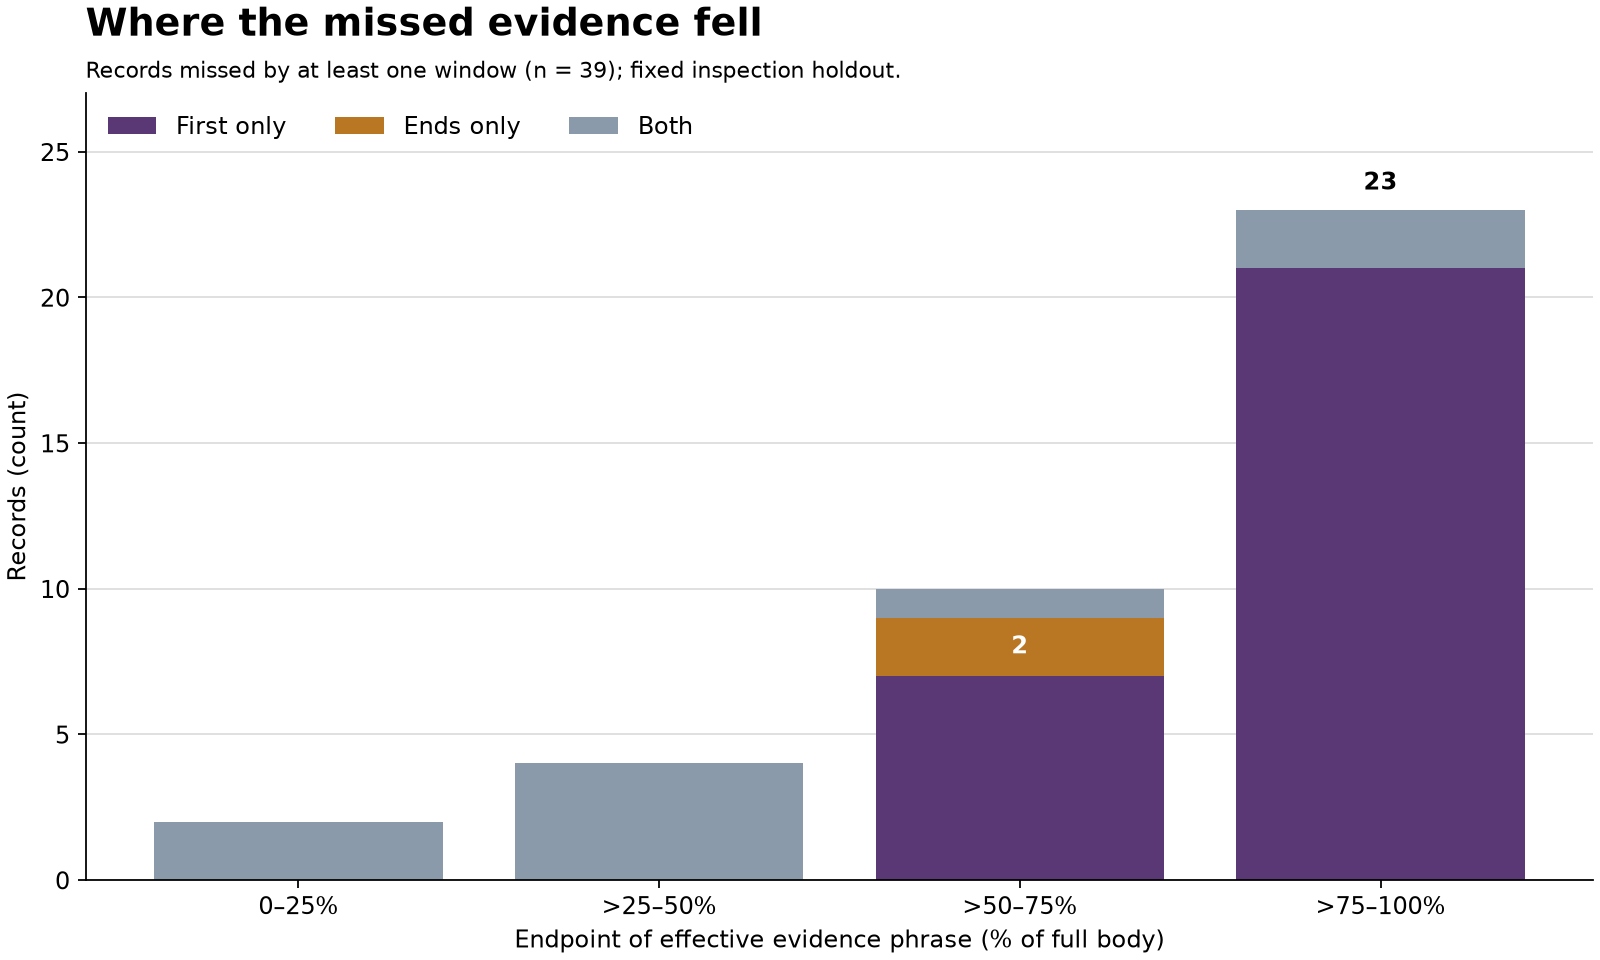 Where the missed evidence fell
Records missed by at least one window (n = 39); fixed inspection holdout.
First only
Ends only
Both
25
20
15
10
5
0
Records (count)
23
2
0–25%
>25–50%
>50–75%
>75–100%
Endpoint of effective evidence phrase (% of full body)